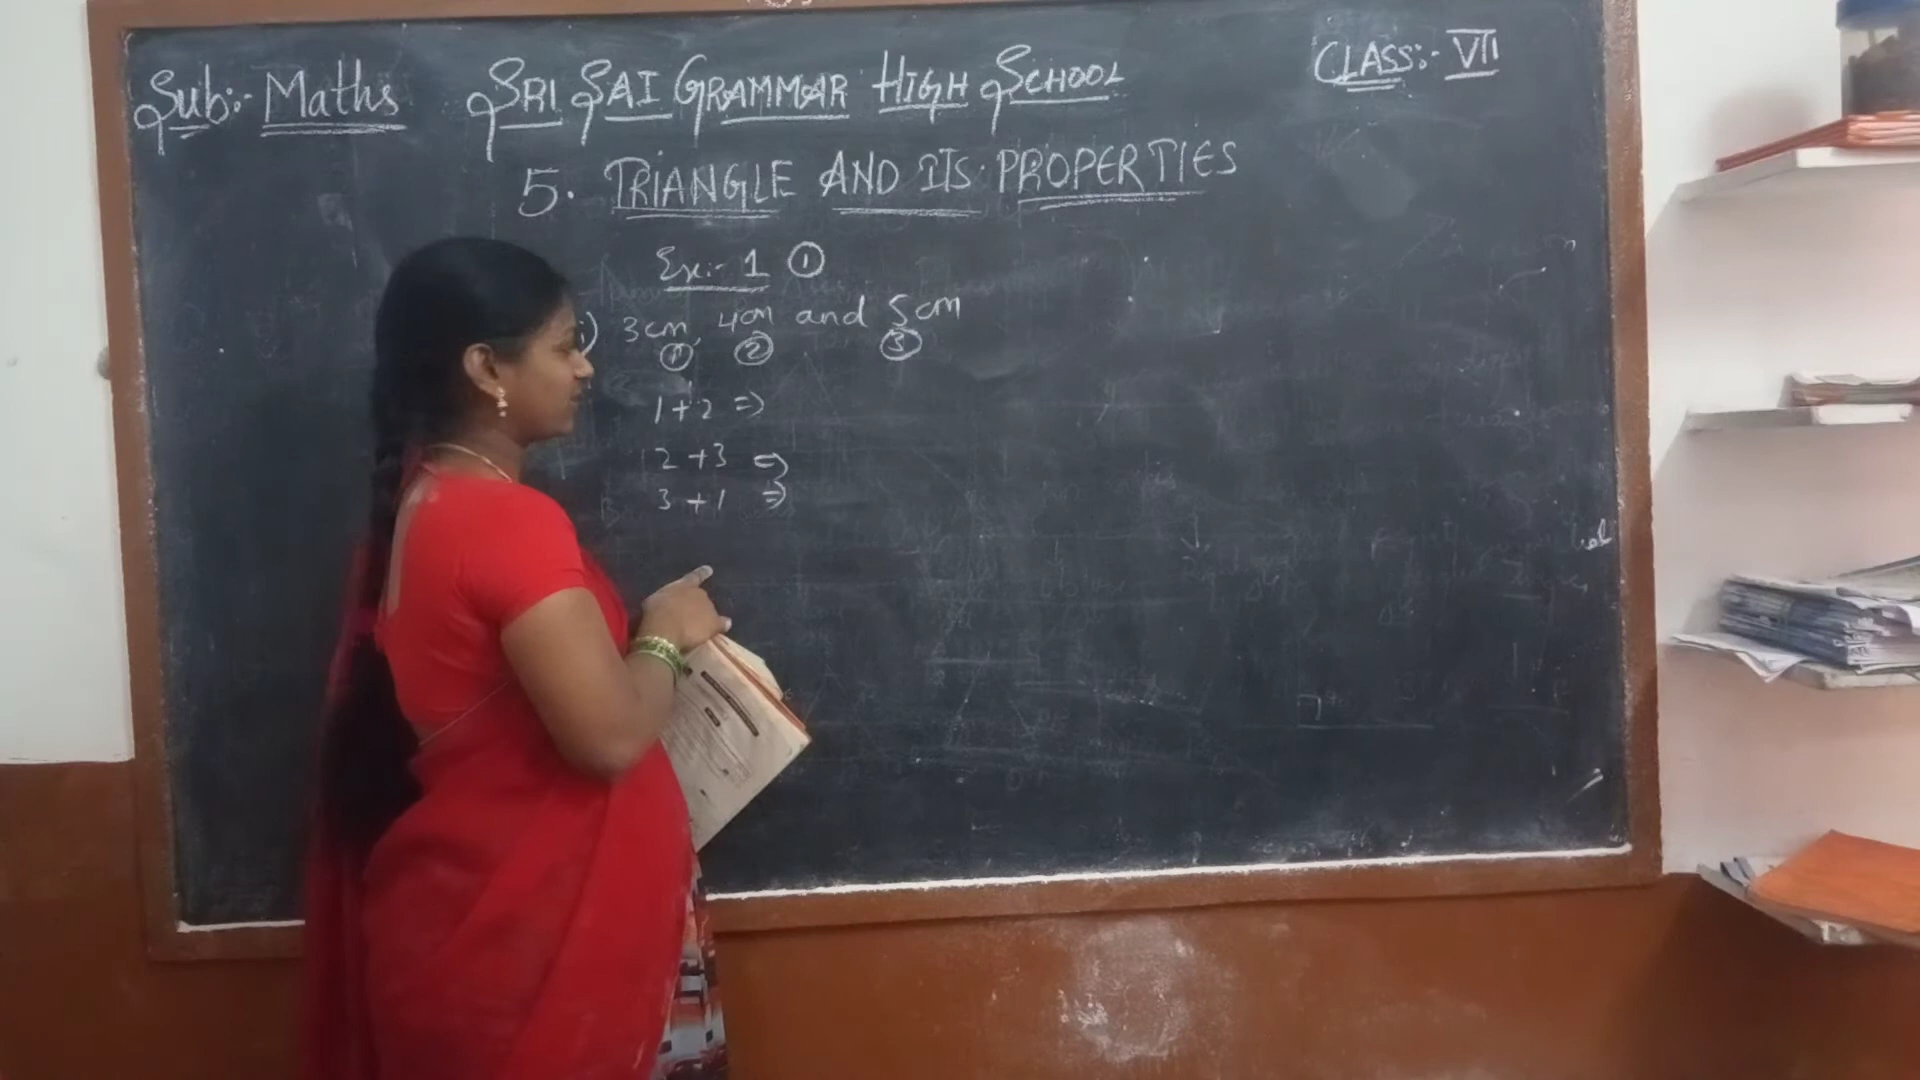 Sub:- Maths SRI SAI GRAMMAR HIGH SCHOOL CLASS:- VII
5. TRIANGLE AND ITS PROPERTIES
Ex:- 1 ①
i) 3cm, 4cm and 5cm
① ② ③
1+2 ⇒
2+3 ⇒
3+1 ⇒